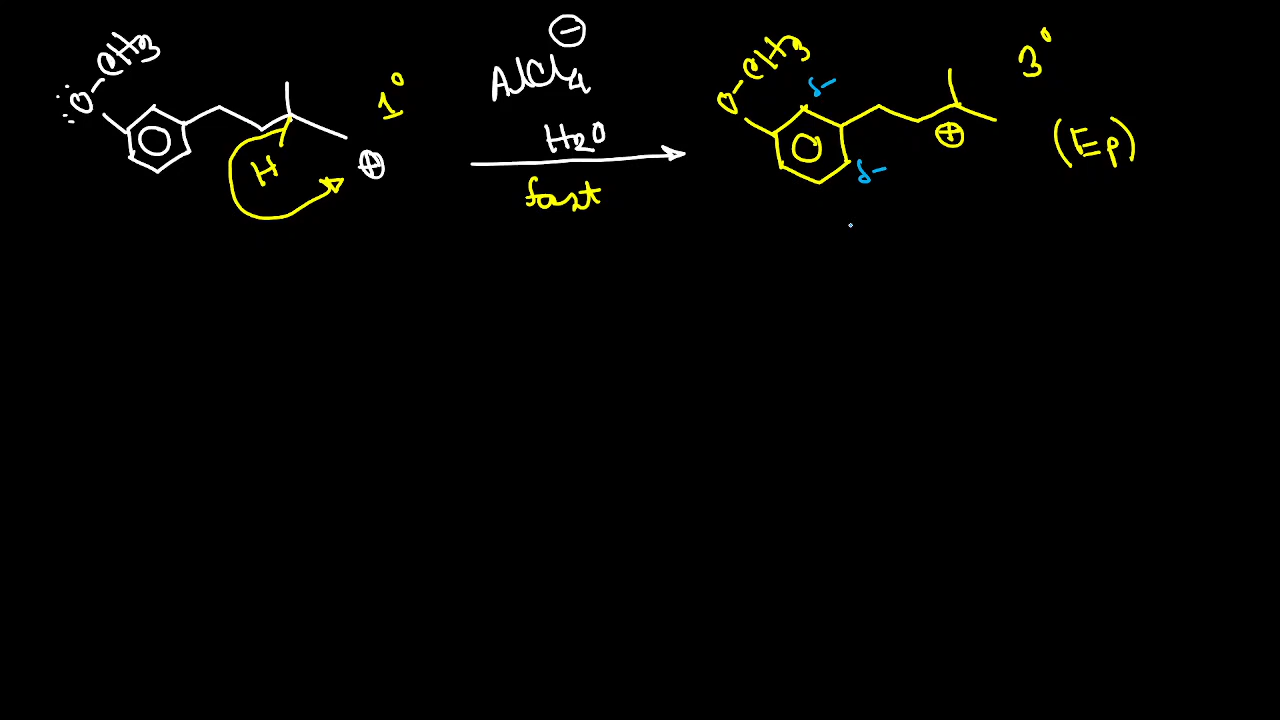 CH3
O
H
⊕
1°
AlCl4 ⊖
H2O
fast
CH3
O
δ-
δ-
⊕
3°
(Ep)